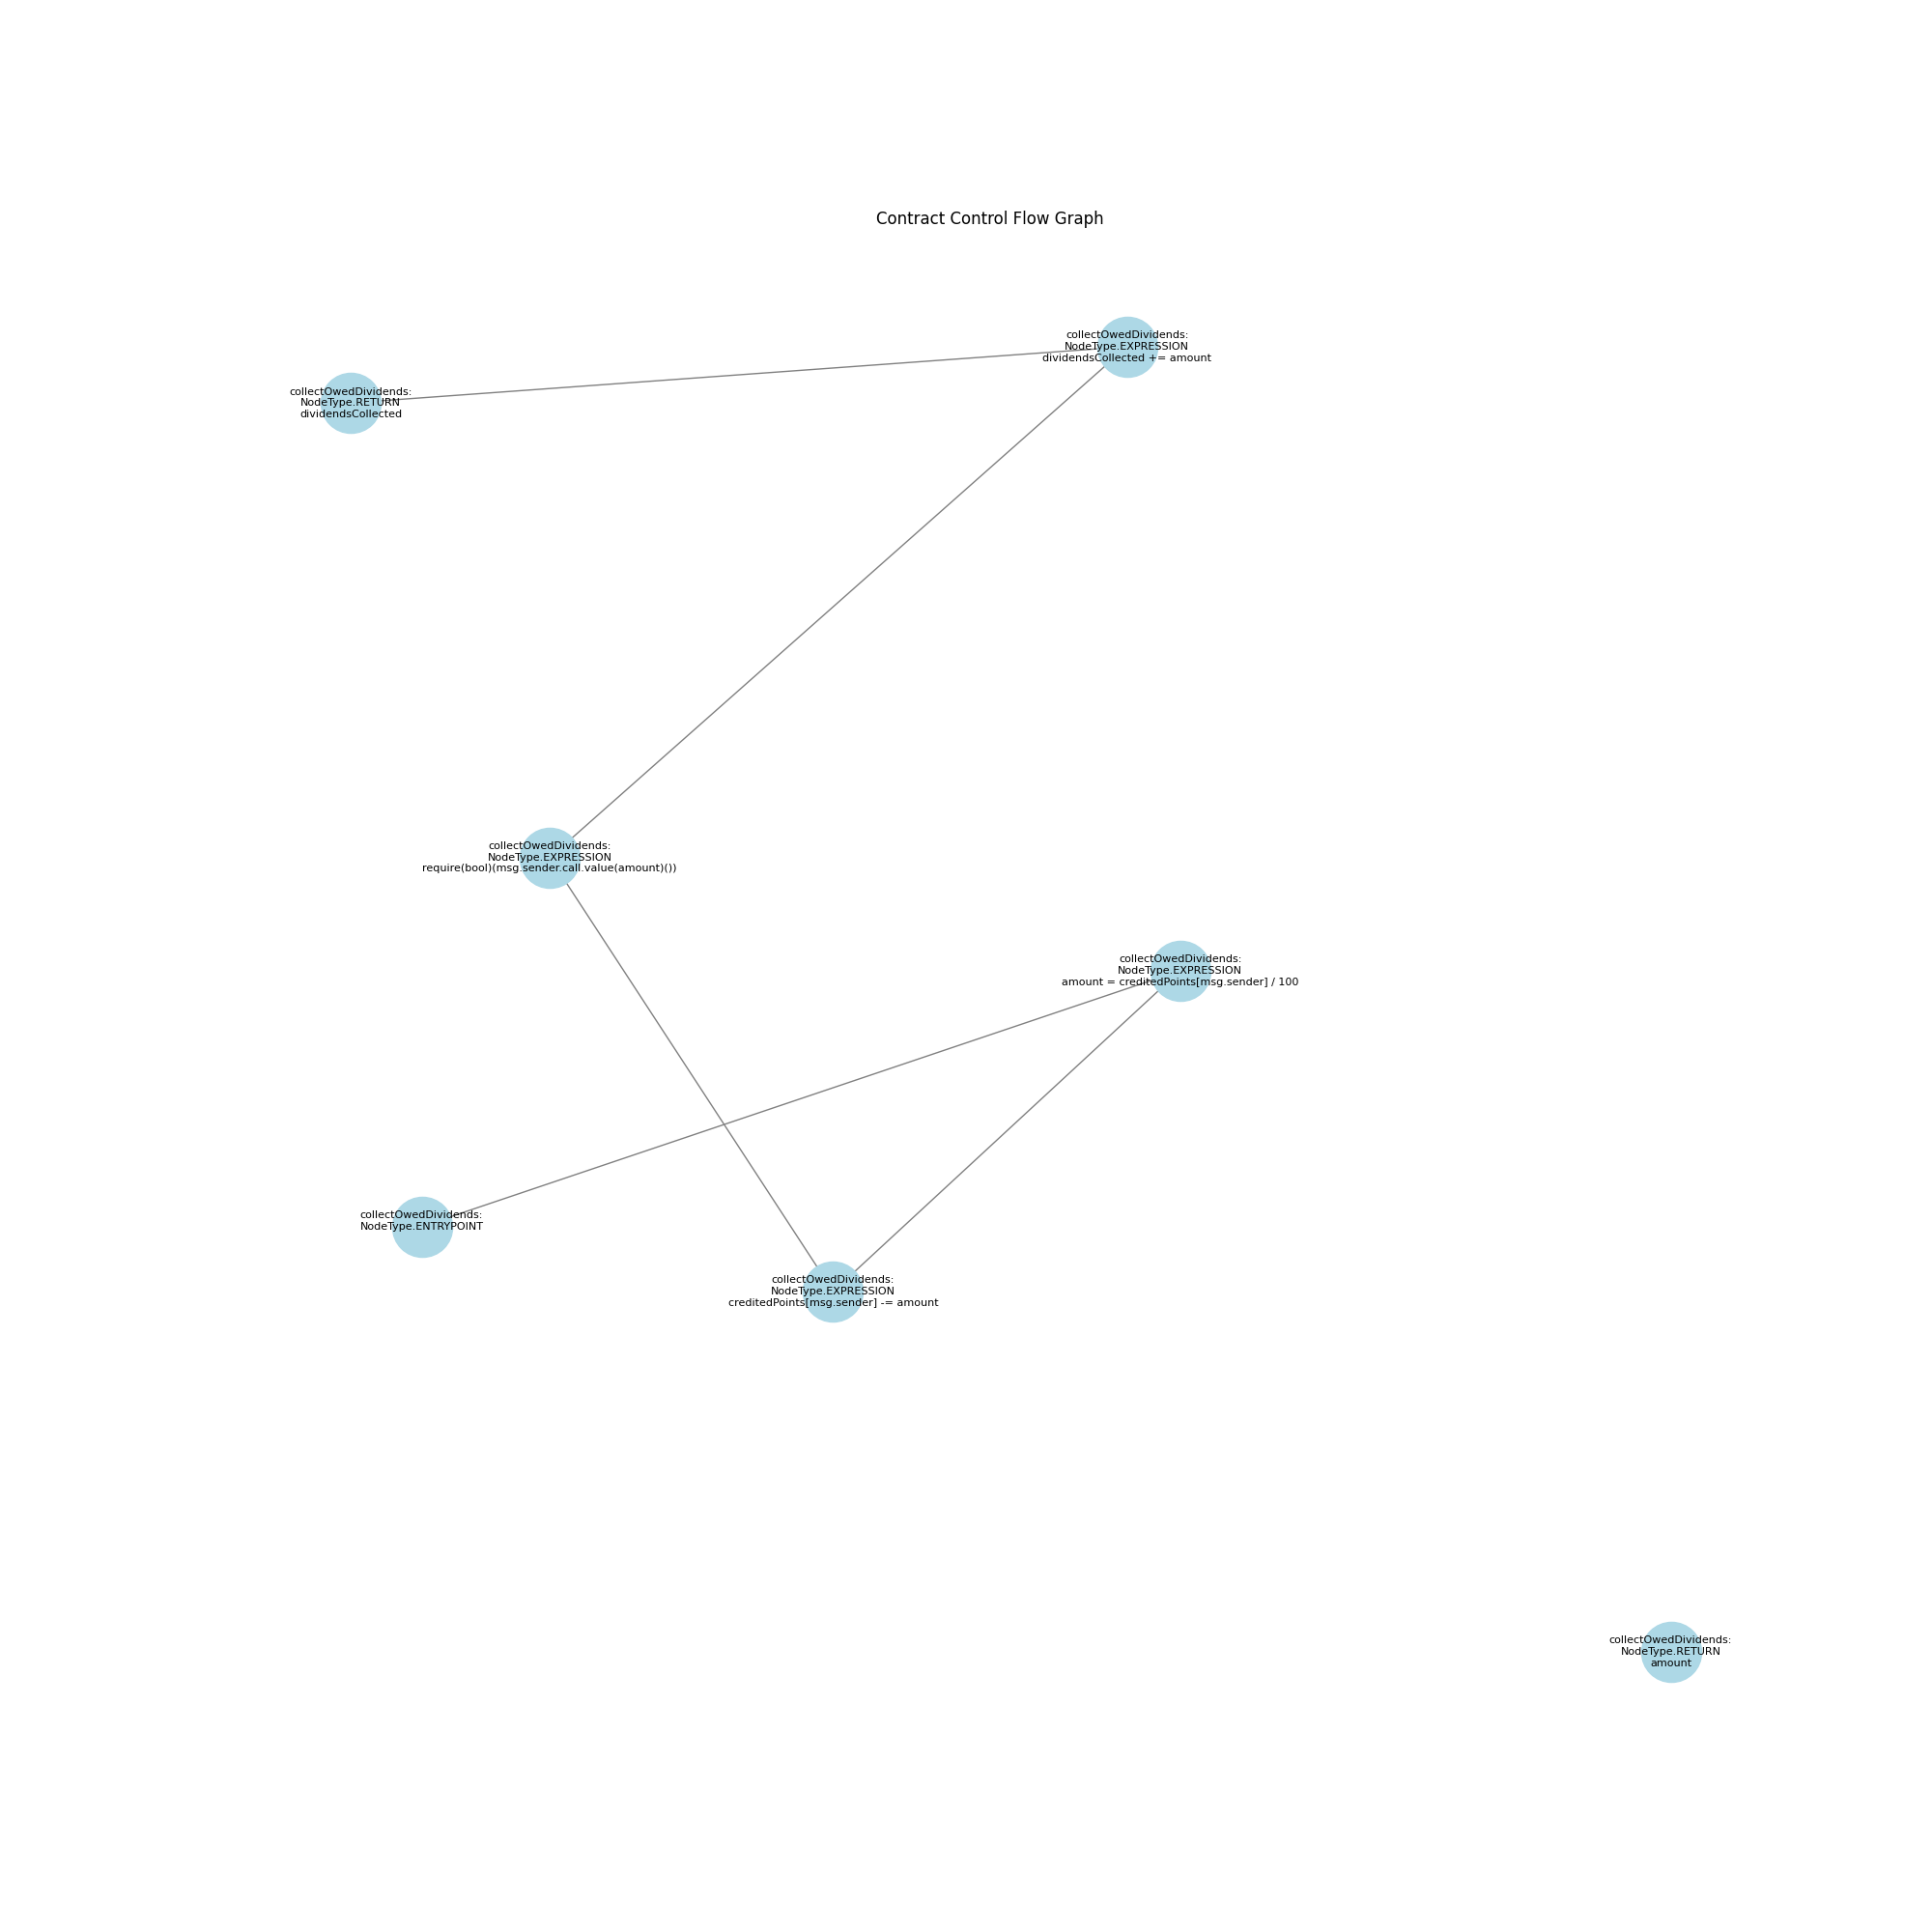 Contract Control Flow Graph
collectOwedDividends:
NodeType.EXPRESSION
dividendsCollected += amount
collectOwedDividends:
NodeType.RETURN
dividendsCollected
collectOwedDividends:
NodeType.EXPRESSION
require(bool)(msg.sender.call.value(amount)())
collectOwedDividends:
NodeType.EXPRESSION
amount = creditedPoints[msg.sender] / 100
collectOwedDividends:
NodeType.ENTRYPOINT
collectOwedDividends:
NodeType.EXPRESSION
creditedPoints[msg.sender] -= amount
collectOwedDividends:
NodeType.RETURN
amount